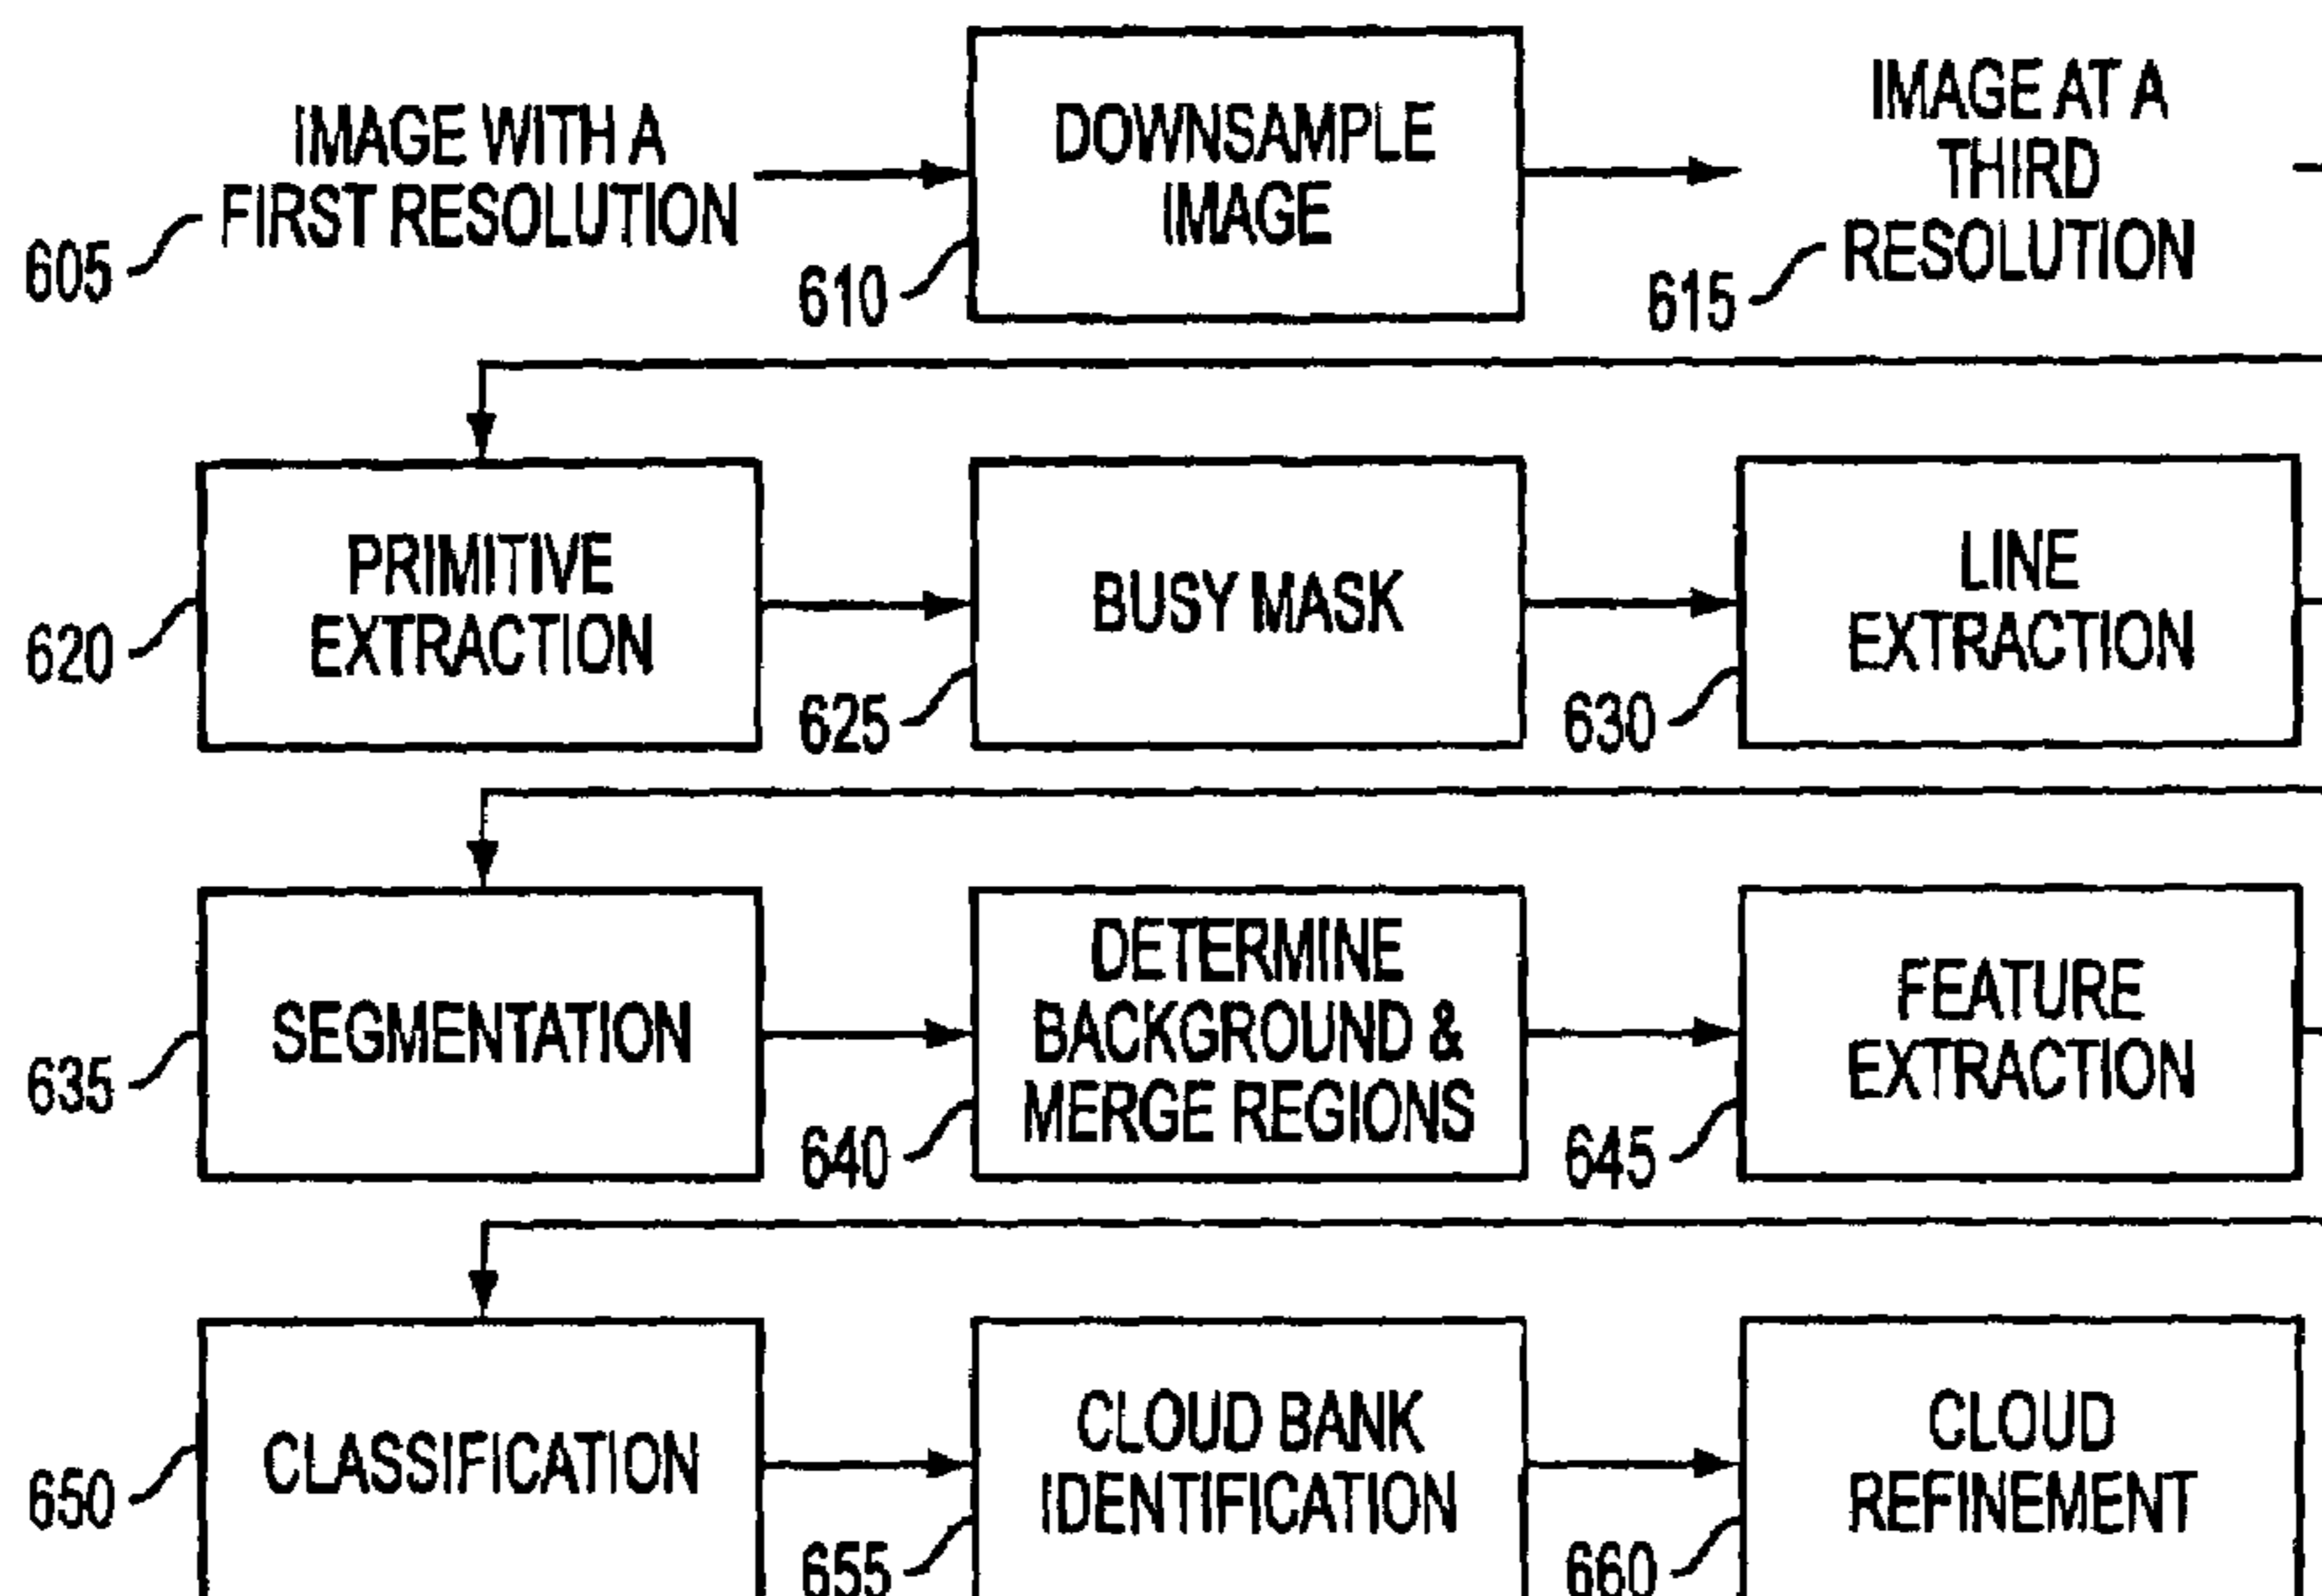 IMAGE WITH A
FIRST RESOLUTION
605
DOWNSAMPLE
IMAGE
610
IMAGE AT A
THIRD
RESOLUTION
615
PRIMITIVE
EXTRACTION
620
BUSY MASK
625
LINE
EXTRACTION
630
SEGMENTATION
635
DETERMINE
BACKGROUND &
MERGE REGIONS
640
FEATURE
EXTRACTION
645
CLASSIFICATION
650
CLOUD BANK
IDENTIFICATION
655
CLOUD
REFINEMENT
660